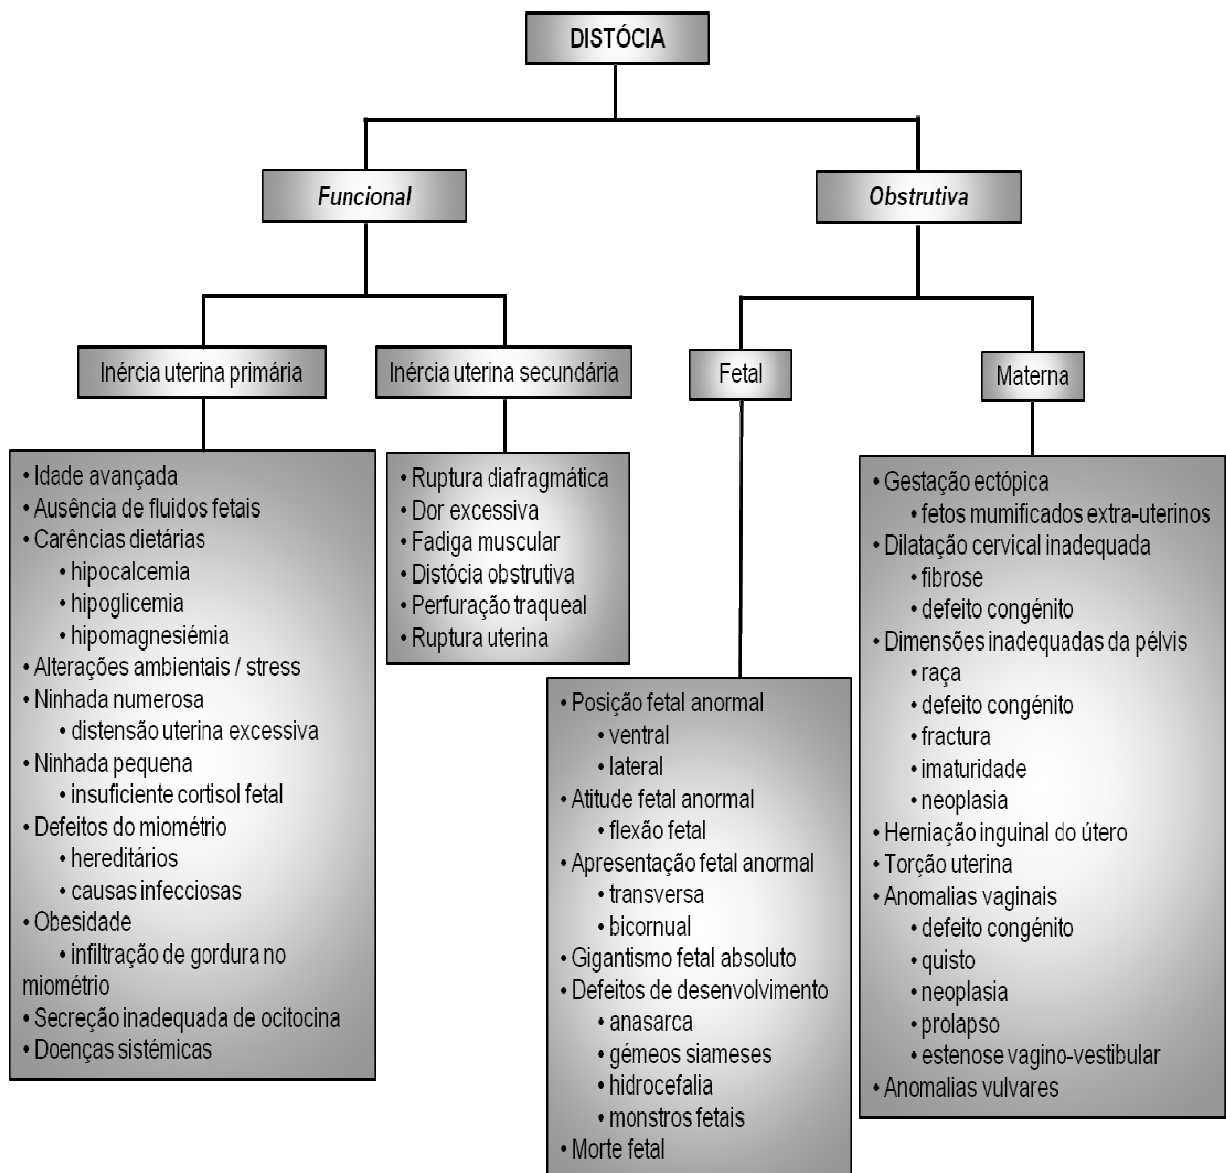 DISTÓCIA
Funcional
Obstrutiva
Inércia uterina primária
Inércia uterina secundária
Fetal
Materna
• Idade avançada
• Ausência de fluidos fetais
• Carências dietárias
• hipocalcemia
• hipoglicemia
• hipomagnesiémia
• Alterações ambientais / stress
• Ninhada numerosa
• distensão uterina excessiva
• Ninhada pequena
• insuficiente cortisol fetal
• Defeitos do miométrio
• hereditários
• causas infecciosas
• Obesidade
• infiltração de gordura no
miométrio
• Secreção inadequada de ocitocina
• Doenças sistémicas
• Ruptura diafragmática
• Dor excessiva
• Fadiga muscular
• Distócia obstrutiva
• Perfuração traqueal
• Ruptura uterina
• Posição fetal anormal
• ventral
• lateral
• Atitude fetal anormal
• flexão fetal
• Apresentação fetal anormal
• transversa
• bicornual
• Gigantismo fetal absoluto
• Defeitos de desenvolvimento
• anasarca
• gémeos siameses
• hidrocefalia
• monstros fetais
• Morte fetal
• Gestação ectópica
• fetos mumificados extra-uterinos
• Dilatação cervical inadequada
• fibrose
• defeito congénito
• Dimensões inadequadas da pélvis
• raça
• defeito congénito
• fractura
• imaturidade
• neoplasia
• Herniação inguinal do útero
• Torção uterina
• Anomalias vaginais
• defeito congénito
• quisto
• neoplasia
• prolapso
• estenose vagino-vestibular
• Anomalias vulvares